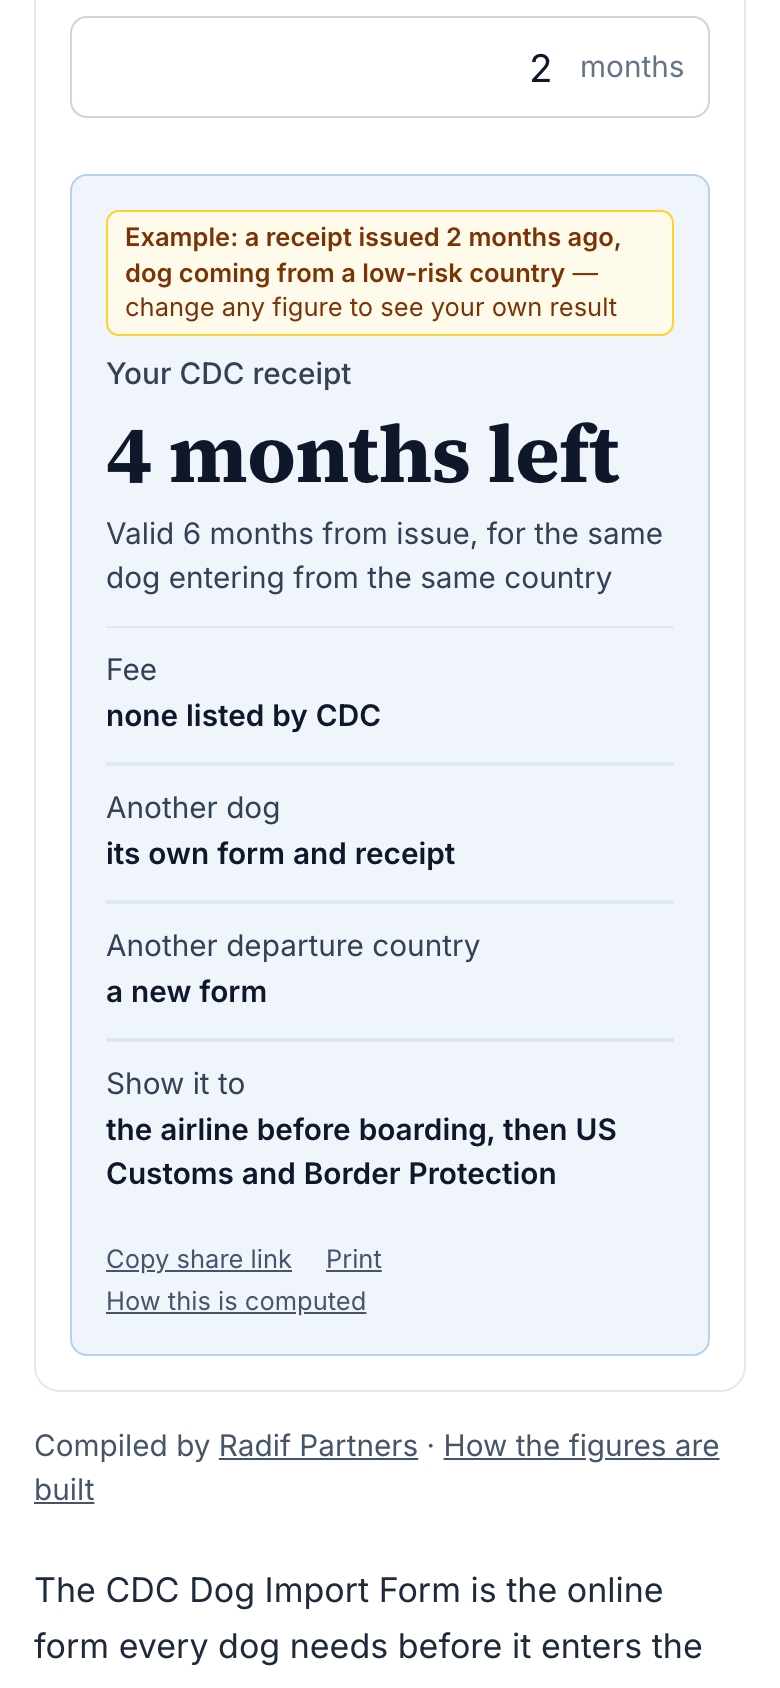 2 months
Example: a receipt issued 2 months ago,
dog coming from a low-risk country —
change any figure to see your own result
Your CDC receipt
4 months left
Valid 6 months from issue, for the same
dog entering from the same country
Fee
none listed by CDC
Another dog
its own form and receipt
Another departure country
a new form
Show it to
the airline before boarding, then US
Customs and Border Protection
Copy share link Print
How this is computed
Compiled by Radif Partners · How the figures are
built
The CDC Dog Import Form is the online
form every dog needs before it enters the